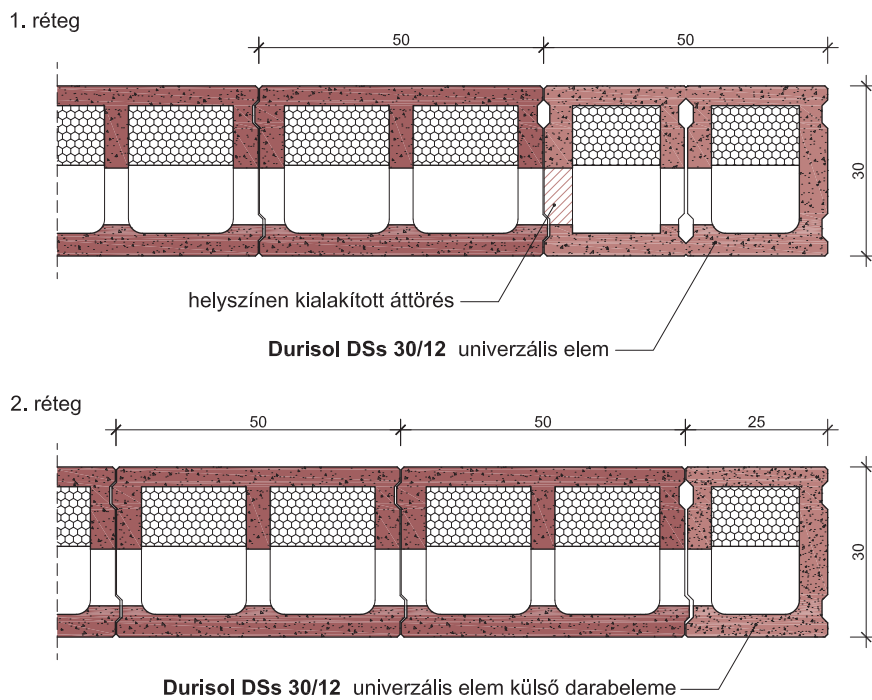 1. réteg
50
50
30
helyszínen kialakított áttörés
Durisol DSs 30/12 univerzális elem
2. réteg
50
50
25
30
Durisol DSs 30/12 univerzális elem külső darabeleme